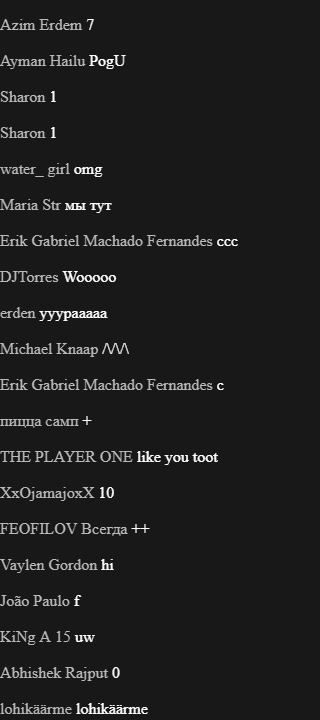 Azim Erdem 7
Ayman Hailu PogU
Sharon 1
Sharon 1
water_ girl omg
Maria Str мы тут
Erik Gabriel Machado Fernandes ccc
DJTorres Wooooo
erden yyypaaaaa
Michael Knaap /\/\/\
Erik Gabriel Machado Fernandes c
пицца самп +
THE PLAYER ONE like you toot
XxOjamajoxX 10
FEOFILOV Всегда ++
Vaylen Gordon hi
João Paulo f
KiNg A 15 uw
Abhishek Rajput 0
lohikäärme lohikäärme